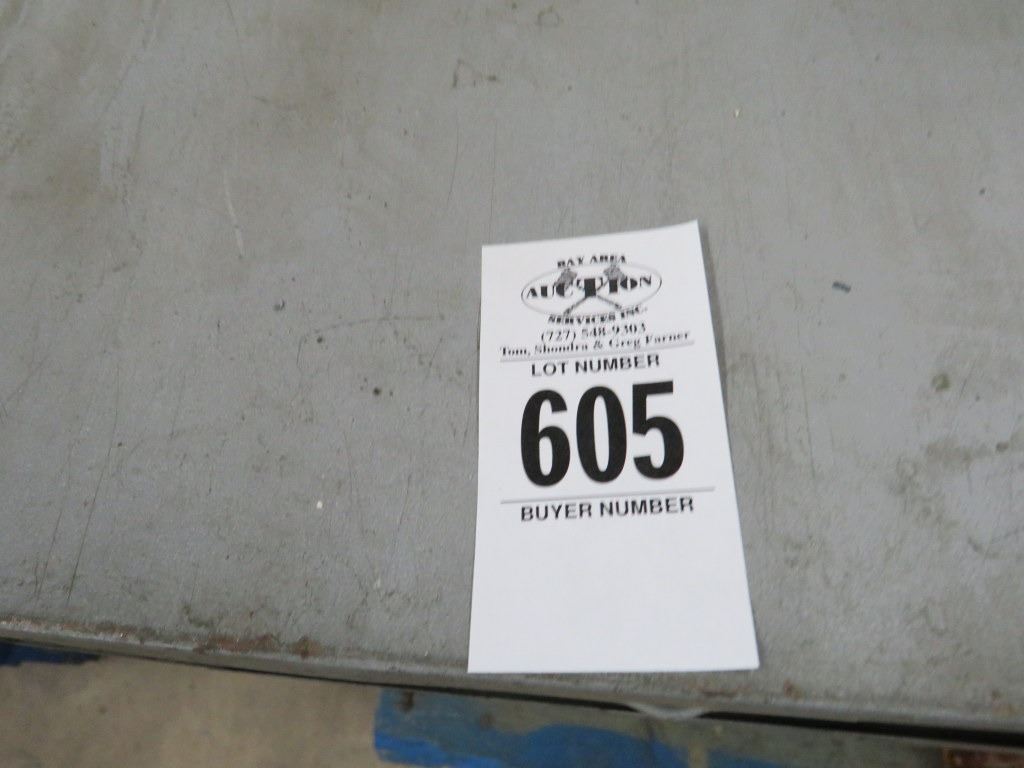 BAY AREA
AUCTION
SERVICES INC.
(727) 548-9303
Tom, Shondra & Greg Farner
LOT NUMBER
605
BUYER NUMBER